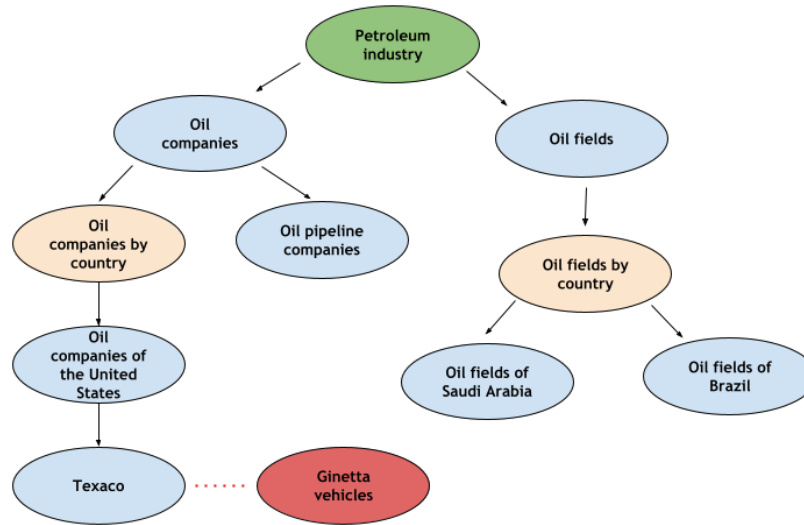 Petroleum
industry
Oil
companies
Oil fields
Oil
companies by
country
Oil pipeline
companies
Oil fields by
country
Oil
companies of
the United
States
Oil fields of
Saudi Arabia
Oil fields of
Brazil
Texaco
Ginetta
vehicles